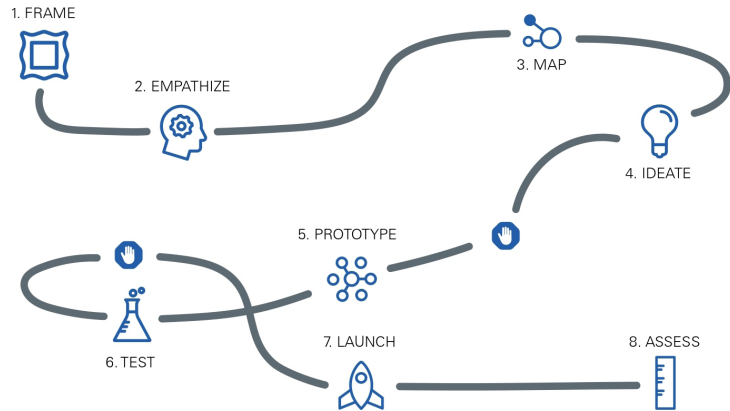 1. FRAME
2. EMPATHIZE
3. MAP
4. IDEATE
5. PROTOTYPE
6. TEST
7. LAUNCH
8. ASSESS